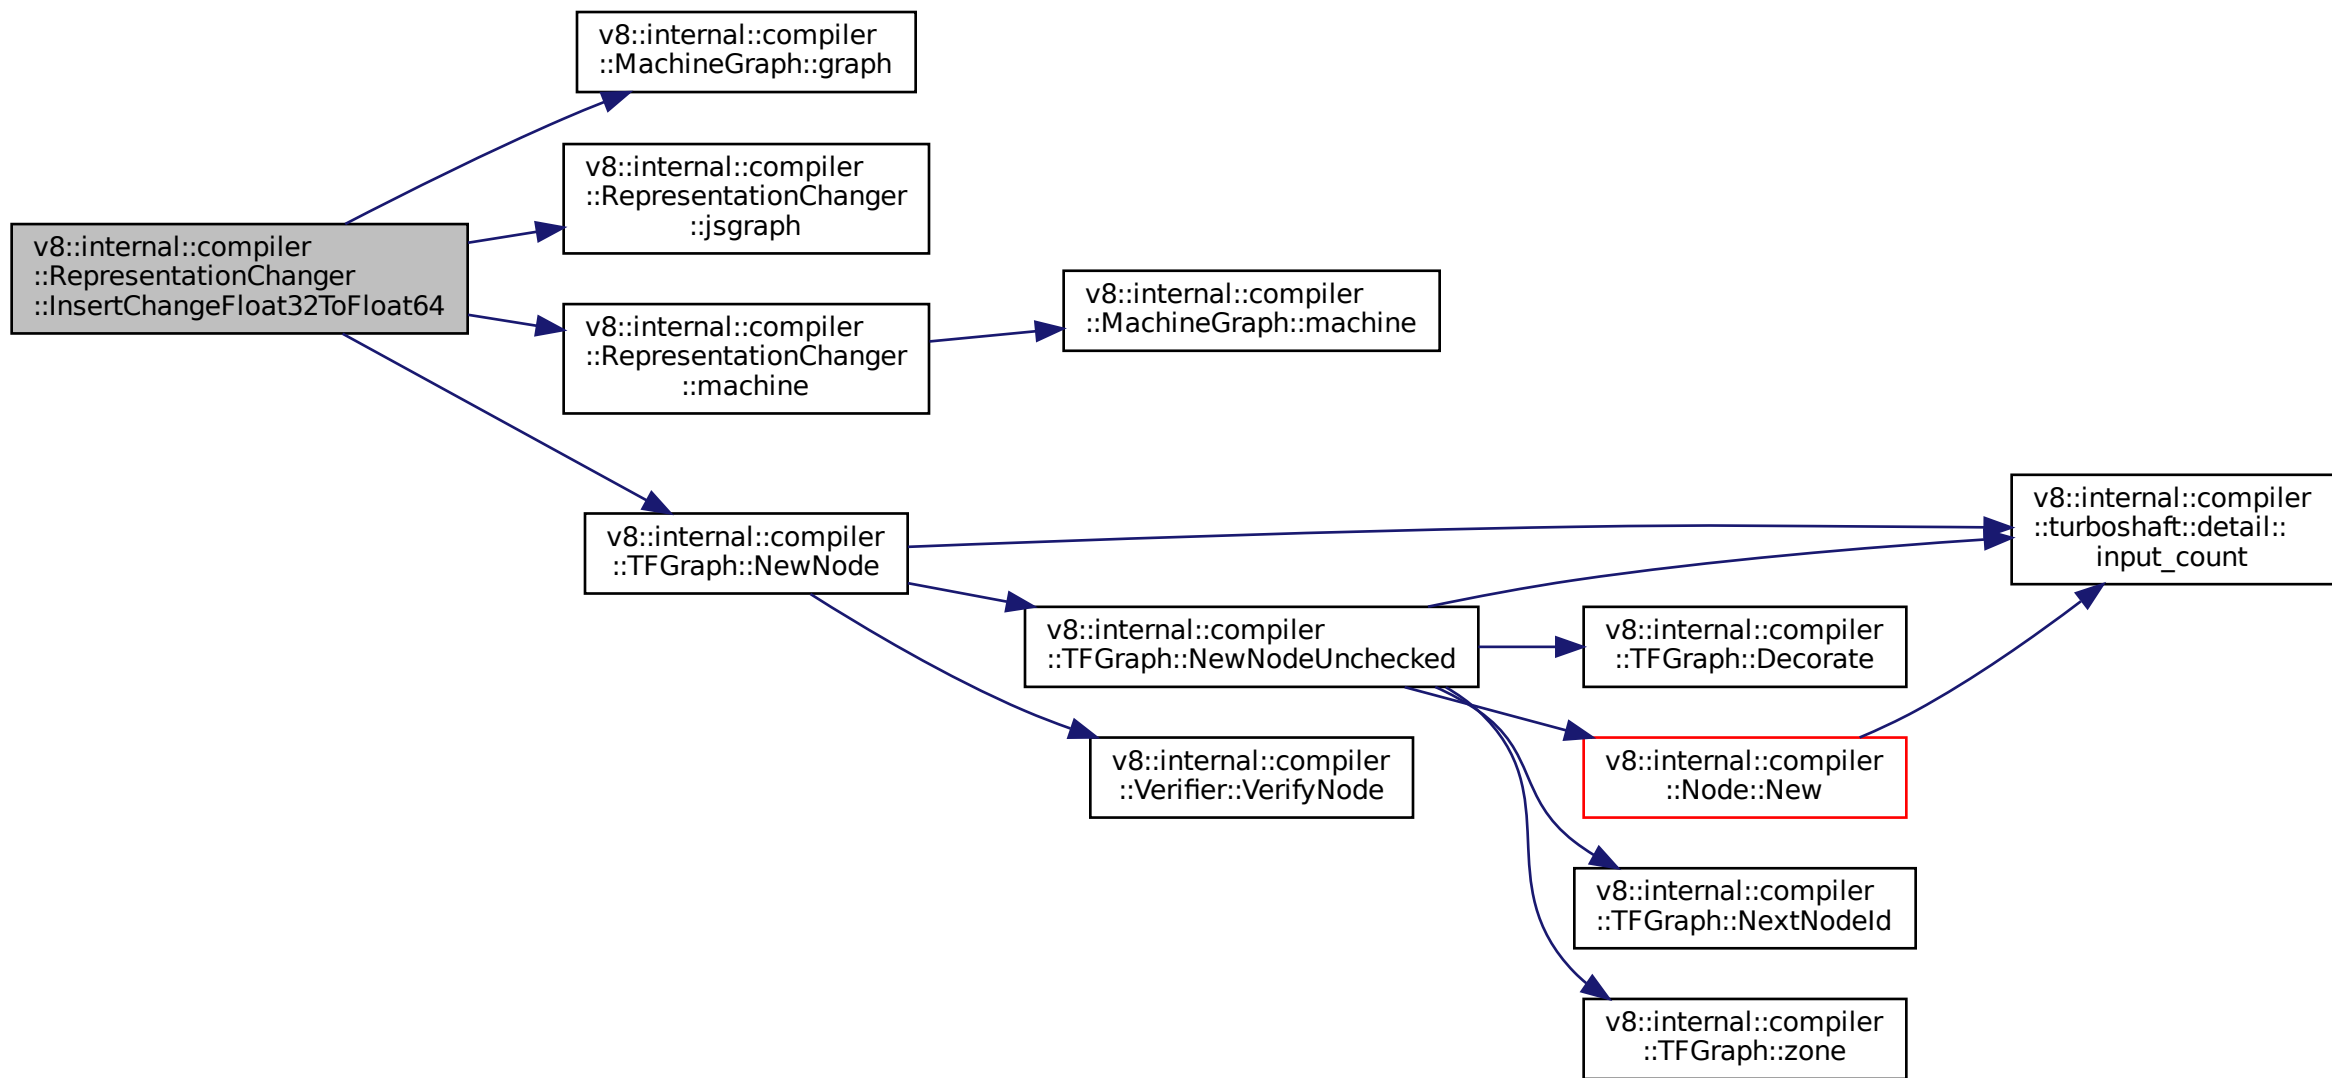 v8::internal::compiler
::MachineGraph::graph
v8::internal::compiler
::RepresentationChanger
::jsgraph
v8::internal::compiler
::RepresentationChanger
::InsertChangeFloat32ToFloat64
v8::internal::compiler
::MachineGraph::machine
v8::internal::compiler
::RepresentationChanger
::machine
v8::internal::compiler
::turboshaft::detail::
input_count
v8::internal::compiler
::TFGraph::NewNode
v8::internal::compiler
::TFGraph::NewNodeUnchecked
v8::internal::compiler
::TFGraph::Decorate
v8::internal::compiler
::Verifier::VerifyNode
v8::internal::compiler
::Node::New
v8::internal::compiler
::TFGraph::NextNodeId
v8::internal::compiler
::TFGraph::zone